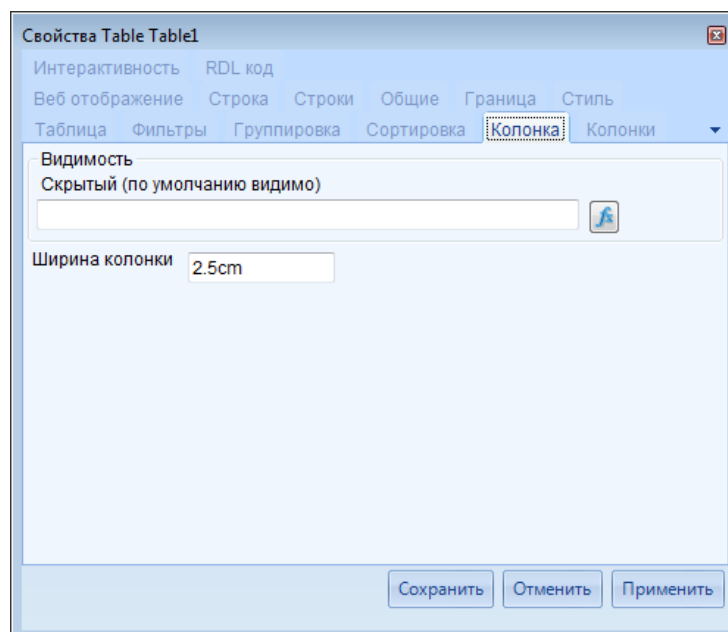 Свойства Table Table1
Интерактивность RDL код
Веб отображение Строка Строки Общие Граница Стиль
Таблица Фильтры Группировка Сортировка Колонка Колонки
Видимость
Скрытый (по умолчанию видимо)
fx
Ширина колонки 2.5cm
Сохранить Отменить Применить